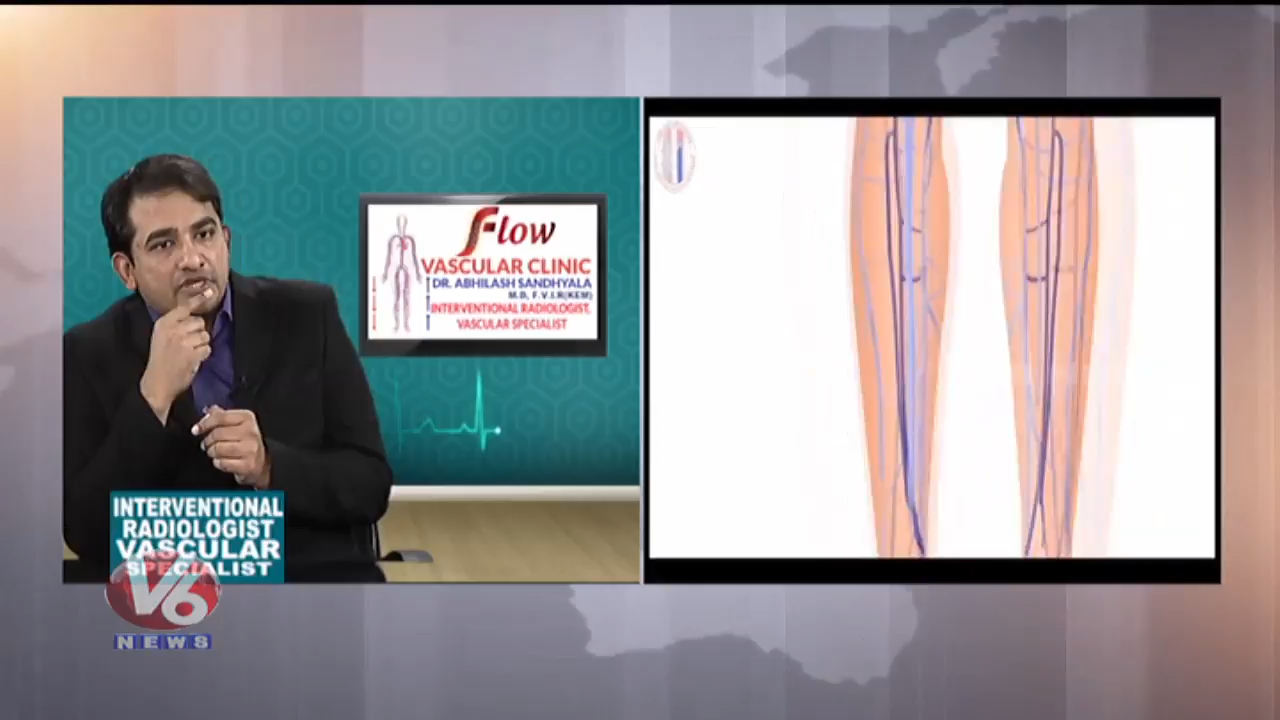 Flow
VASCULAR CLINIC
DR. ABHILASH SANDHYALA
M.D, F.V.I.R(KEM)
INTERVENTIONAL RADIOLOGIST,
VASCULAR SPECIALIST
INTERVENTIONAL
RADIOLOGIST
VASCULAR
SPECIALIST
V6
NEWS